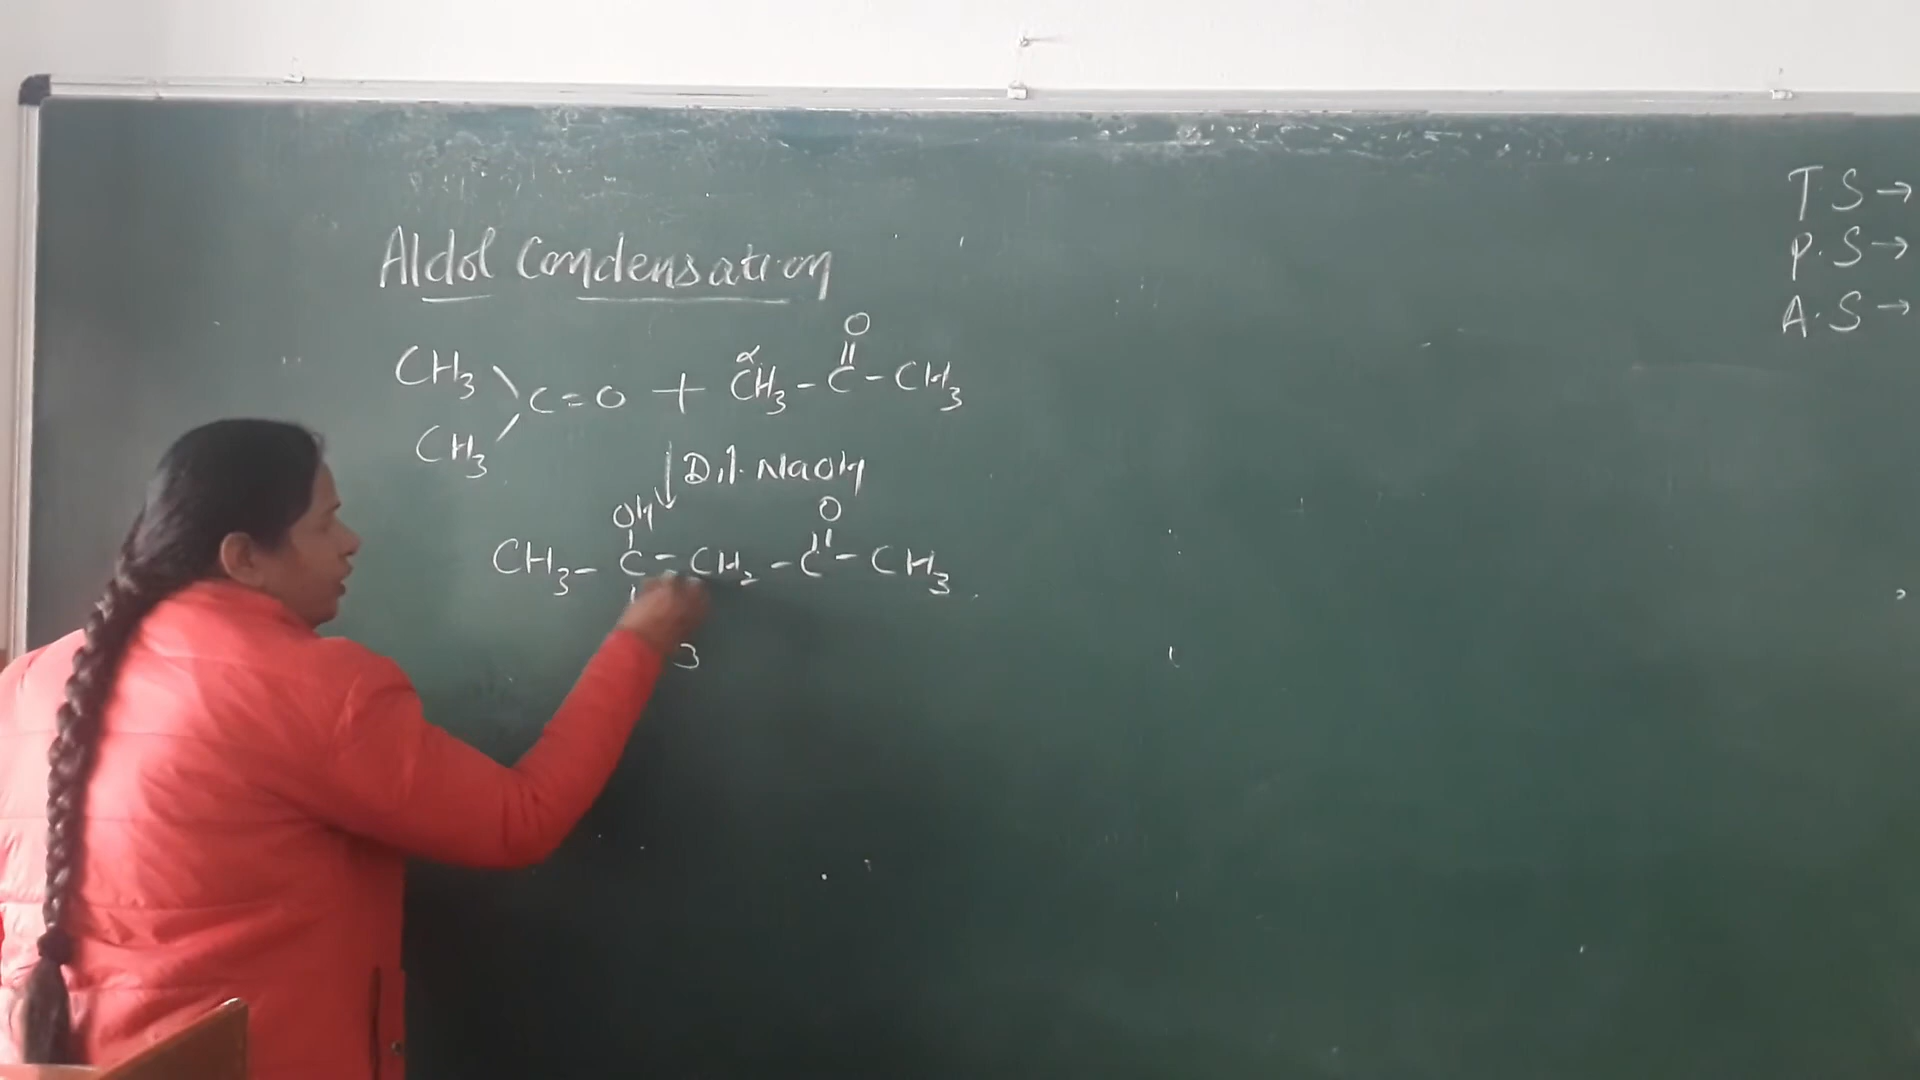 Aldol Condensation
O
CH3 \ α ||
C=O + CH3 - C - CH3
CH3 /
↓ Dil. NaOH
OH O
| ||
CH3 - C - CH2 - C - CH3
|
3
T.S →
P.S →
A.S →